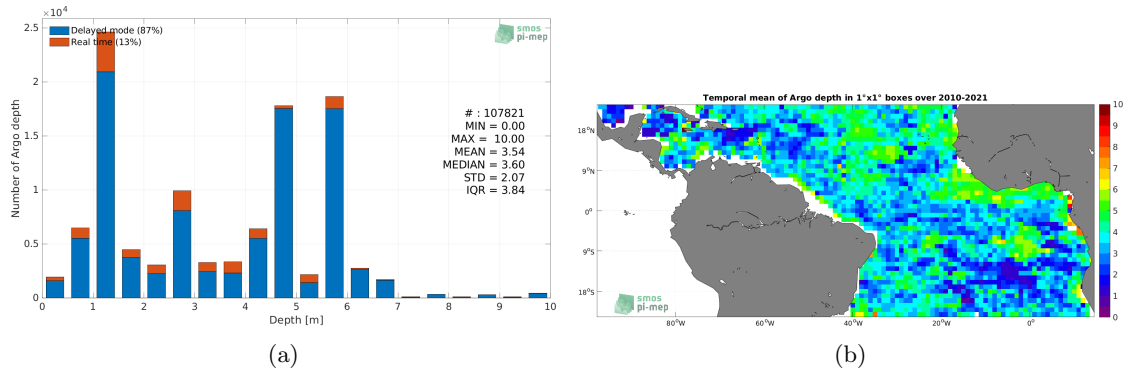 ×10⁴
2.5
2
1.5
1
0.5
0
Number of Argo depth
Delayed mode (87%)
Real time (13%)
smos
pi-mep
# : 107821
MIN = 0.00
MAX = 10.00
MEAN = 3.54
MEDIAN = 3.60
STD = 2.07
IQR = 3.84
0 1 2 3 4 5 6 7 8 9 10
Depth [m]
(a)
Temporal mean of Argo depth in 1°x1° boxes over 2010-2021
18°N
9°N
0°
9°S
18°S
80°W 60°W 40°W 20°W 0°
smos
pi-mep
10
9
8
7
6
5
4
3
2
1
0
(b)